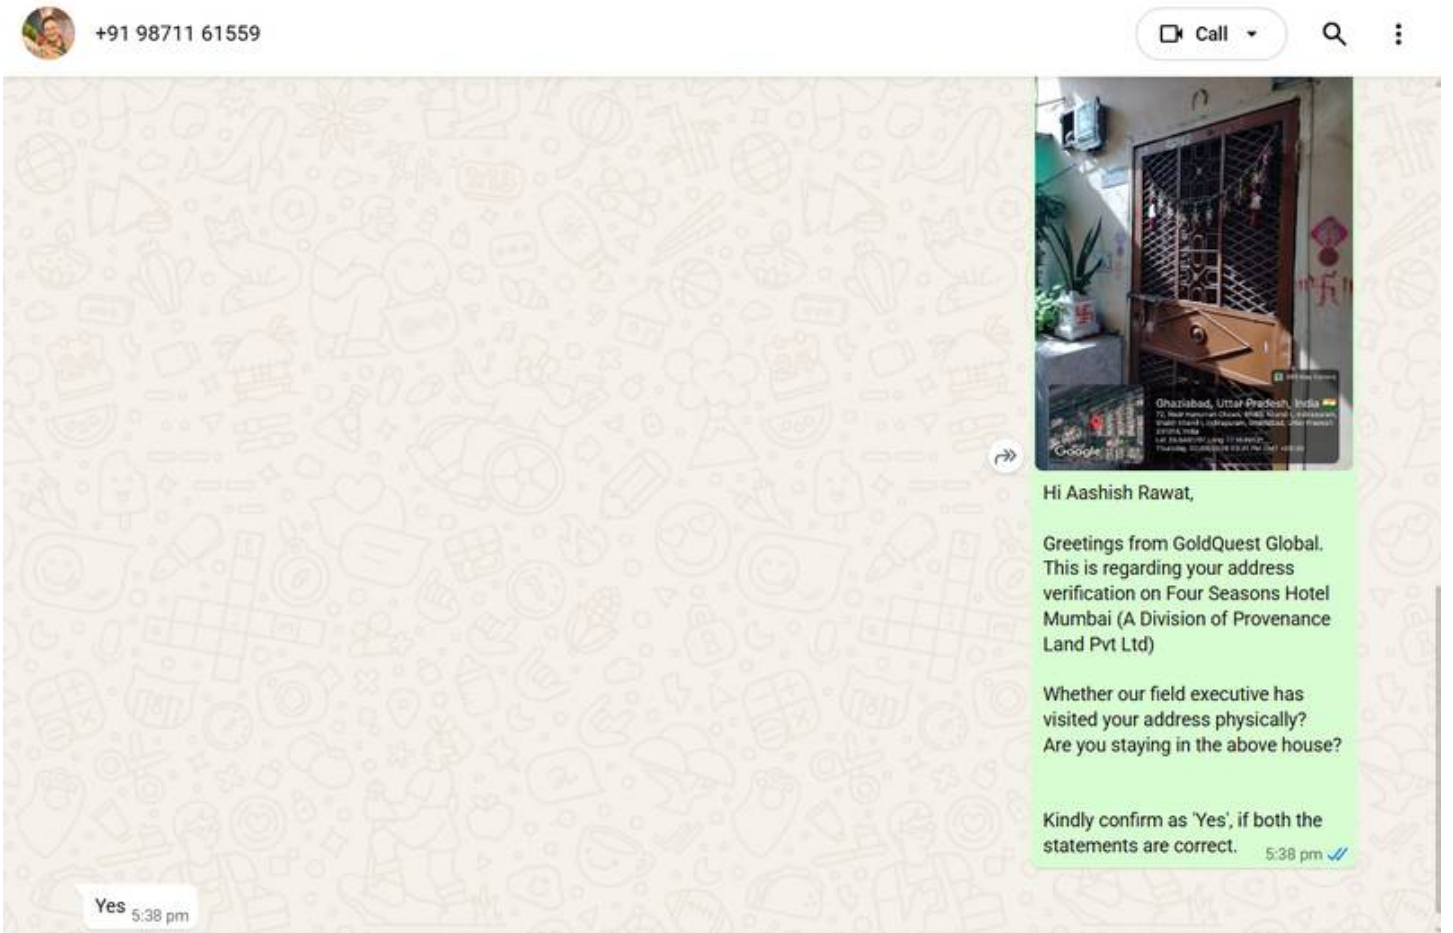 +91 98711 61559
Call
Ghaziabad, Uttar Pradesh, India
Google
Hi Aashish Rawat,
Greetings from GoldQuest Global.
This is regarding your address
verification on Four Seasons Hotel
Mumbai (A Division of Provenance
Land Pvt Ltd)
Whether our field executive has
visited your address physically?
Are you staying in the above house?
Kindly confirm as 'Yes', if both the
statements are correct.
5:38 pm
Yes
5:38 pm